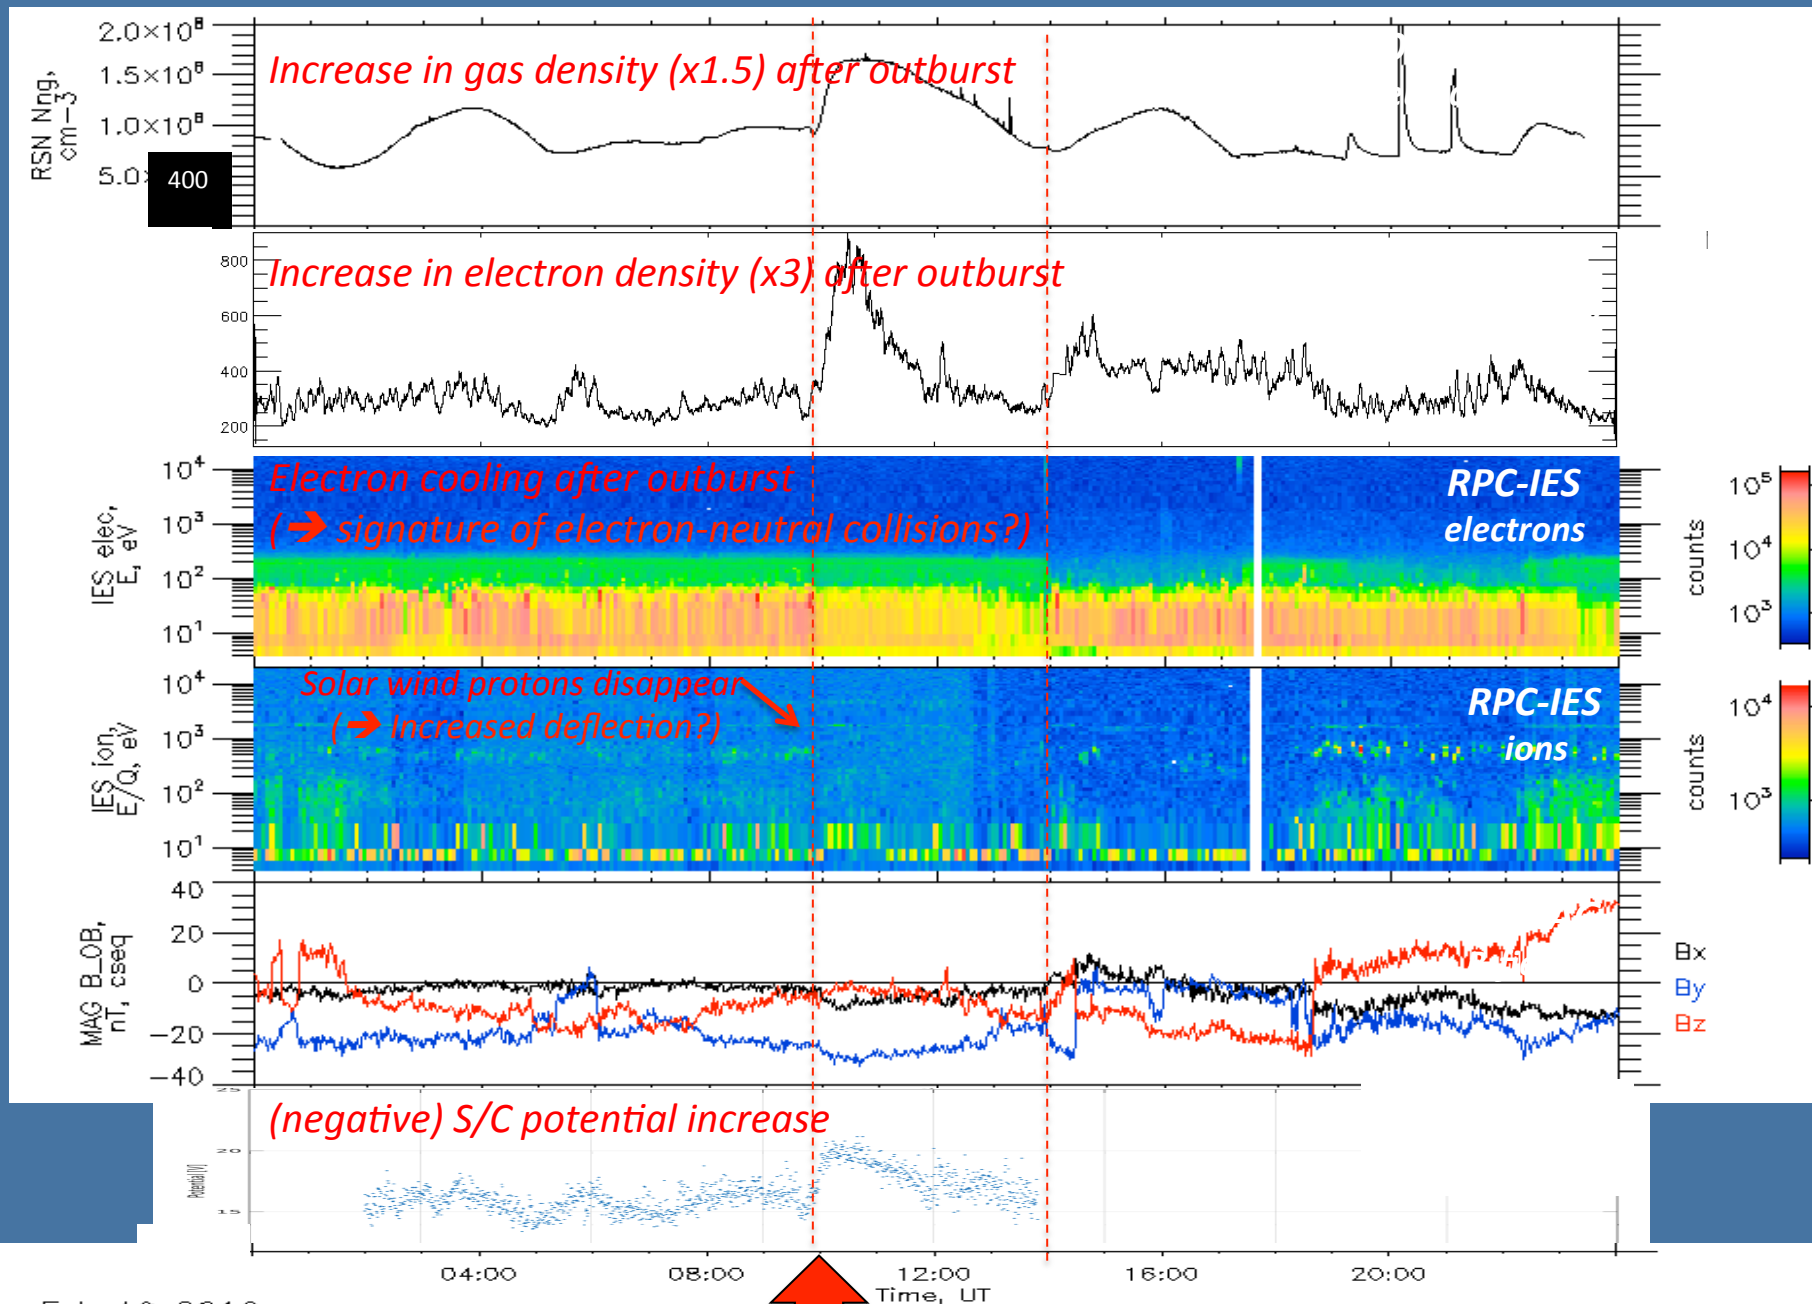 2.0×10⁸
1.5×10⁸
1.0×10⁸
5.0
400
RSN Nng,
cm-3
Increase in gas density (x1.5) after outburst
800
600
400
200
Increase in electron density (x3) after outburst
10⁴
10³
10²
10¹
IES elec,
E, eV
Electron cooling after outburst
(➔ signature of electron-neutral collisions?)
RPC-IES
electrons
counts
10⁵
10⁴
10³
10⁴
10³
10²
10¹
IES ion,
E/Q, eV
Solar wind protons disappear
(➔ Increased deflection?)
RPC-IES
ions
counts
10⁴
10³
40
20
0
-20
-40
MAG B_OB,
nT, cseq
Bx
By
Bz
25
20
15
Potential [V]
(negative) S/C potential increase
04:00 08:00 12:00 16:00 20:00
Time, UT